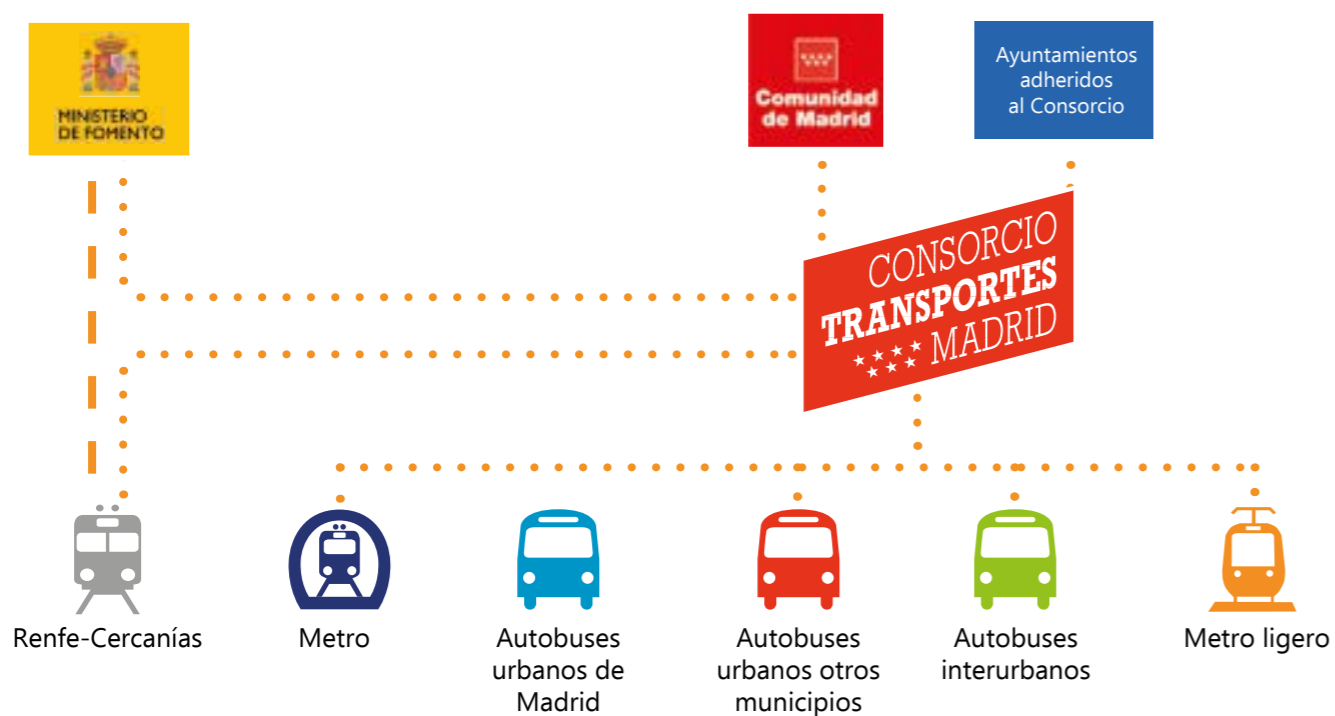 MINISTERIO
DE FOMENTO
Comunidad
de Madrid
Ayuntamientos
adheridos
al Consorcio
CONSORCIO
TRANSPORTES
MADRID
Renfe-Cercanías
Metro
Autobuses
urbanos de
Madrid
Autobuses
urbanos otros
municipios
Autobuses
interurbanos
Metro ligero